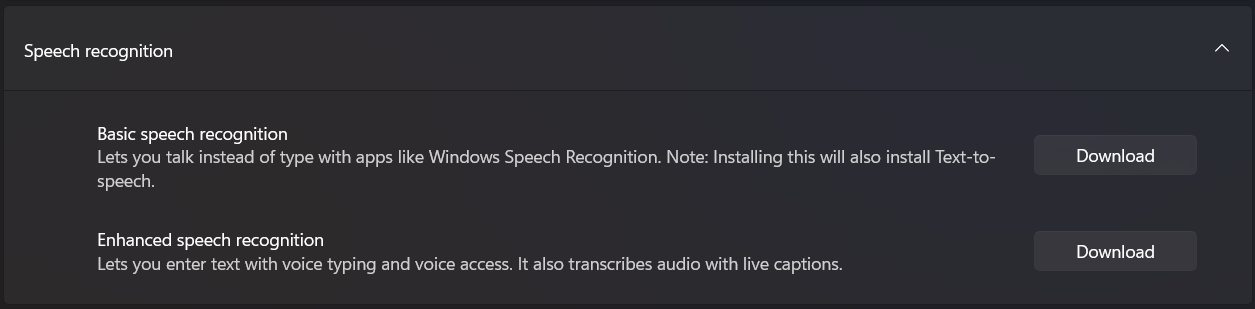 Speech recognition
Basic speech recognition
Lets you talk instead of type with apps like Windows Speech Recognition. Note: Installing this will also install Text-to-
speech.
Download
Enhanced speech recognition
Lets you enter text with voice typing and voice access. It also transcribes audio with live captions.
Download